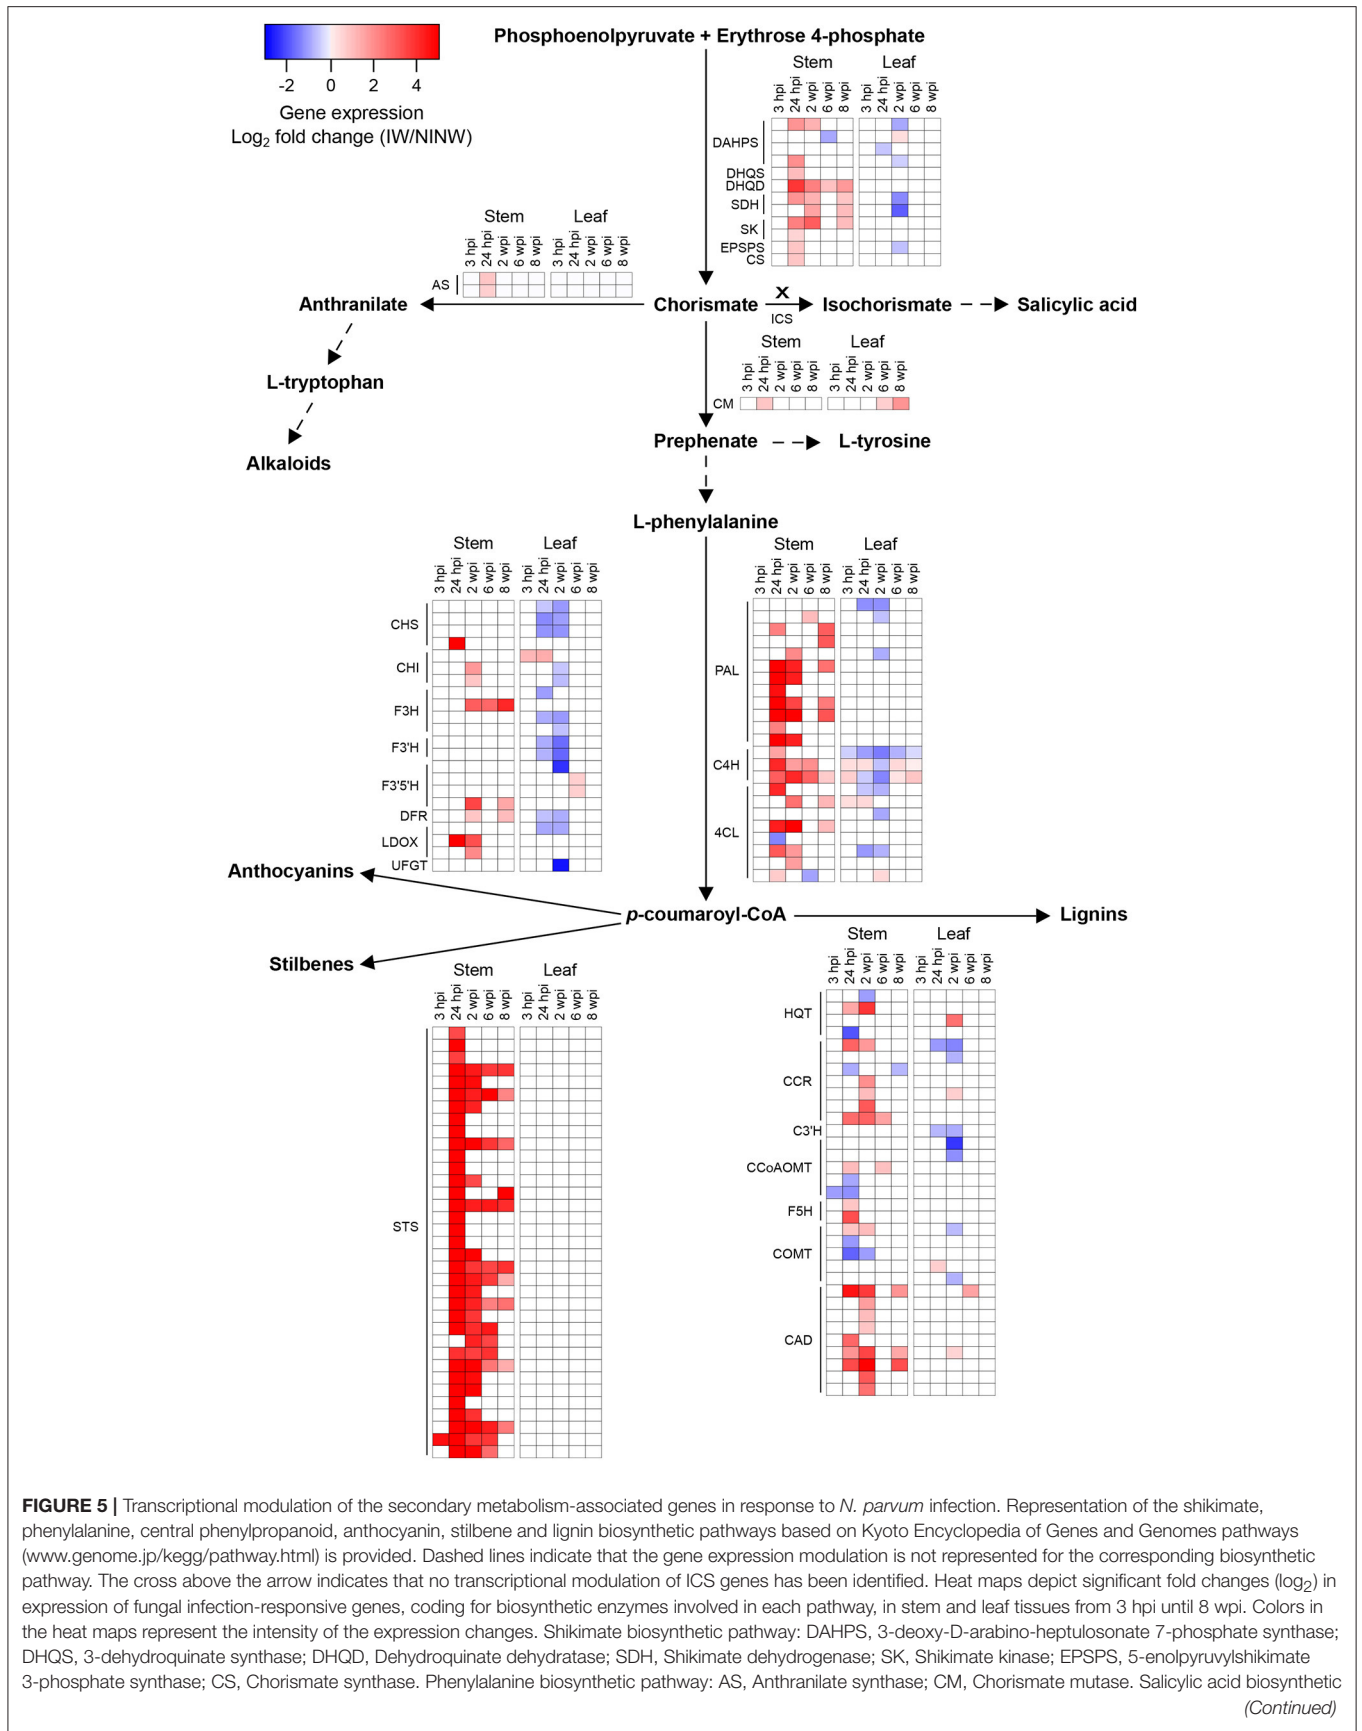 Phosphoenolpyruvate + Erythrose 4-phosphate
-2 0 2 4
Gene expression
Log2 fold change (IW/NINW)
Stem Leaf
3 hpi 24 hpi 2 wpi 6 wpi 8 wpi 3 hpi 24 hpi 2 wpi 6 wpi 8 wpi
DAHPS
DHQS
DHQD
SDH
SK
EPSPS
CS
Stem Leaf
3 hpi 24 hpi 2 wpi 6 wpi 8 wpi 3 hpi 24 hpi 2 wpi 6 wpi 8 wpi
AS
Anthranilate Chorismate X Isochorismate Salicylic acid
ICS
Stem Leaf
3 hpi 24 hpi 2 wpi 6 wpi 8 wpi 3 hpi 24 hpi 2 wpi 6 wpi 8 wpi
L-tryptophan
CM
Prephenate L-tyrosine
Alkaloids
L-phenylalanine
Stem Leaf
3 hpi 24 hpi 2 wpi 6 wpi 8 wpi 3 hpi 24 hpi 2 wpi 6 wpi 8 wpi
CHS
CHI
F3H
F3'H
F3'5'H
DFR
LDOX
UFGT
Stem Leaf
3 hpi 24 hpi 2 wpi 6 wpi 8 wpi 3 hpi 24 hpi 2 wpi 6 wpi 8 wpi
PAL
C4H
4CL
Anthocyanins
p-coumaroyl-CoA Lignins
Stilbenes
Stem Leaf
3 hpi 24 hpi 2 wpi 6 wpi 8 wpi 3 hpi 24 hpi 2 wpi 6 wpi 8 wpi
STS
Stem Leaf
3 hpi 24 hpi 2 wpi 6 wpi 8 wpi 3 hpi 24 hpi 2 wpi 6 wpi 8 wpi
HQT
CCR
C3'H
CCoAOMT
F5H
COMT
CAD
FIGURE 5 | Transcriptional modulation of the secondary metabolism-associated genes in response to N. parvum infection. Representation of the shikimate,
phenylalanine, central phenylpropanoid, anthocyanin, stilbene and lignin biosynthetic pathways based on Kyoto Encyclopedia of Genes and Genomes pathways
(www.genome.jp/kegg/pathway.html) is provided. Dashed lines indicate that the gene expression modulation is not represented for the corresponding biosynthetic
pathway. The cross above the arrow indicates that no transcriptional modulation of ICS genes has been identified. Heat maps depict significant fold changes (log2) in
expression of fungal infection-responsive genes, coding for biosynthetic enzymes involved in each pathway, in stem and leaf tissues from 3 hpi until 8 wpi. Colors in
the heat maps represent the intensity of the expression changes. Shikimate biosynthetic pathway: DAHPS, 3-deoxy-D-arabino-heptulosonate 7-phosphate synthase;
DHQS, 3-dehydroquinate synthase; DHQD, Dehydroquinate dehydratase; SDH, Shikimate dehydrogenase; SK, Shikimate kinase; EPSPS, 5-enolpyruvylshikimate
3-phosphate synthase; CS, Chorismate synthase. Phenylalanine biosynthetic pathway: AS, Anthranilate synthase; CM, Chorismate mutase. Salicylic acid biosynthetic
(Continued)